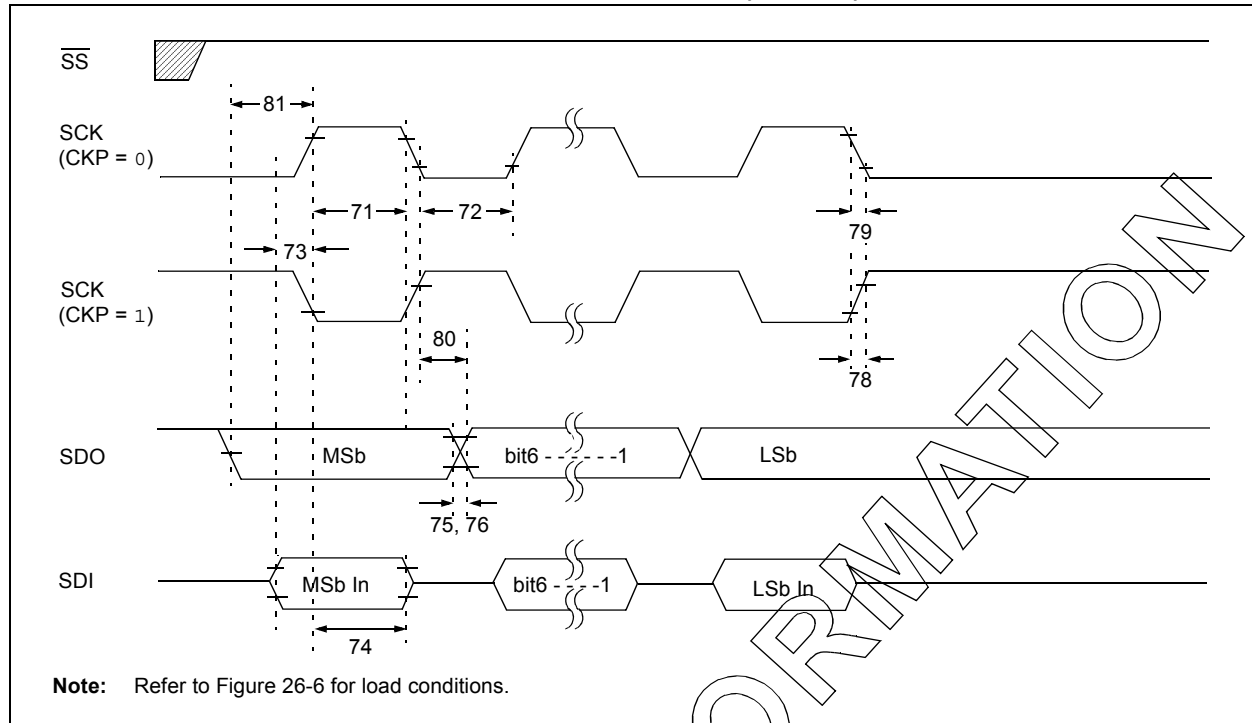 SS
81
SCK
(CKP = 0)
71
72
79
73
SCK
(CKP = 1)
80
78
SDO
MSb
bit6 - - - - - - -1
LSb
75, 76
SDI
MSb In
bit6 - - - - -1
LSb In
74
Note: Refer to Figure 26-6 for load conditions.
ORMATION